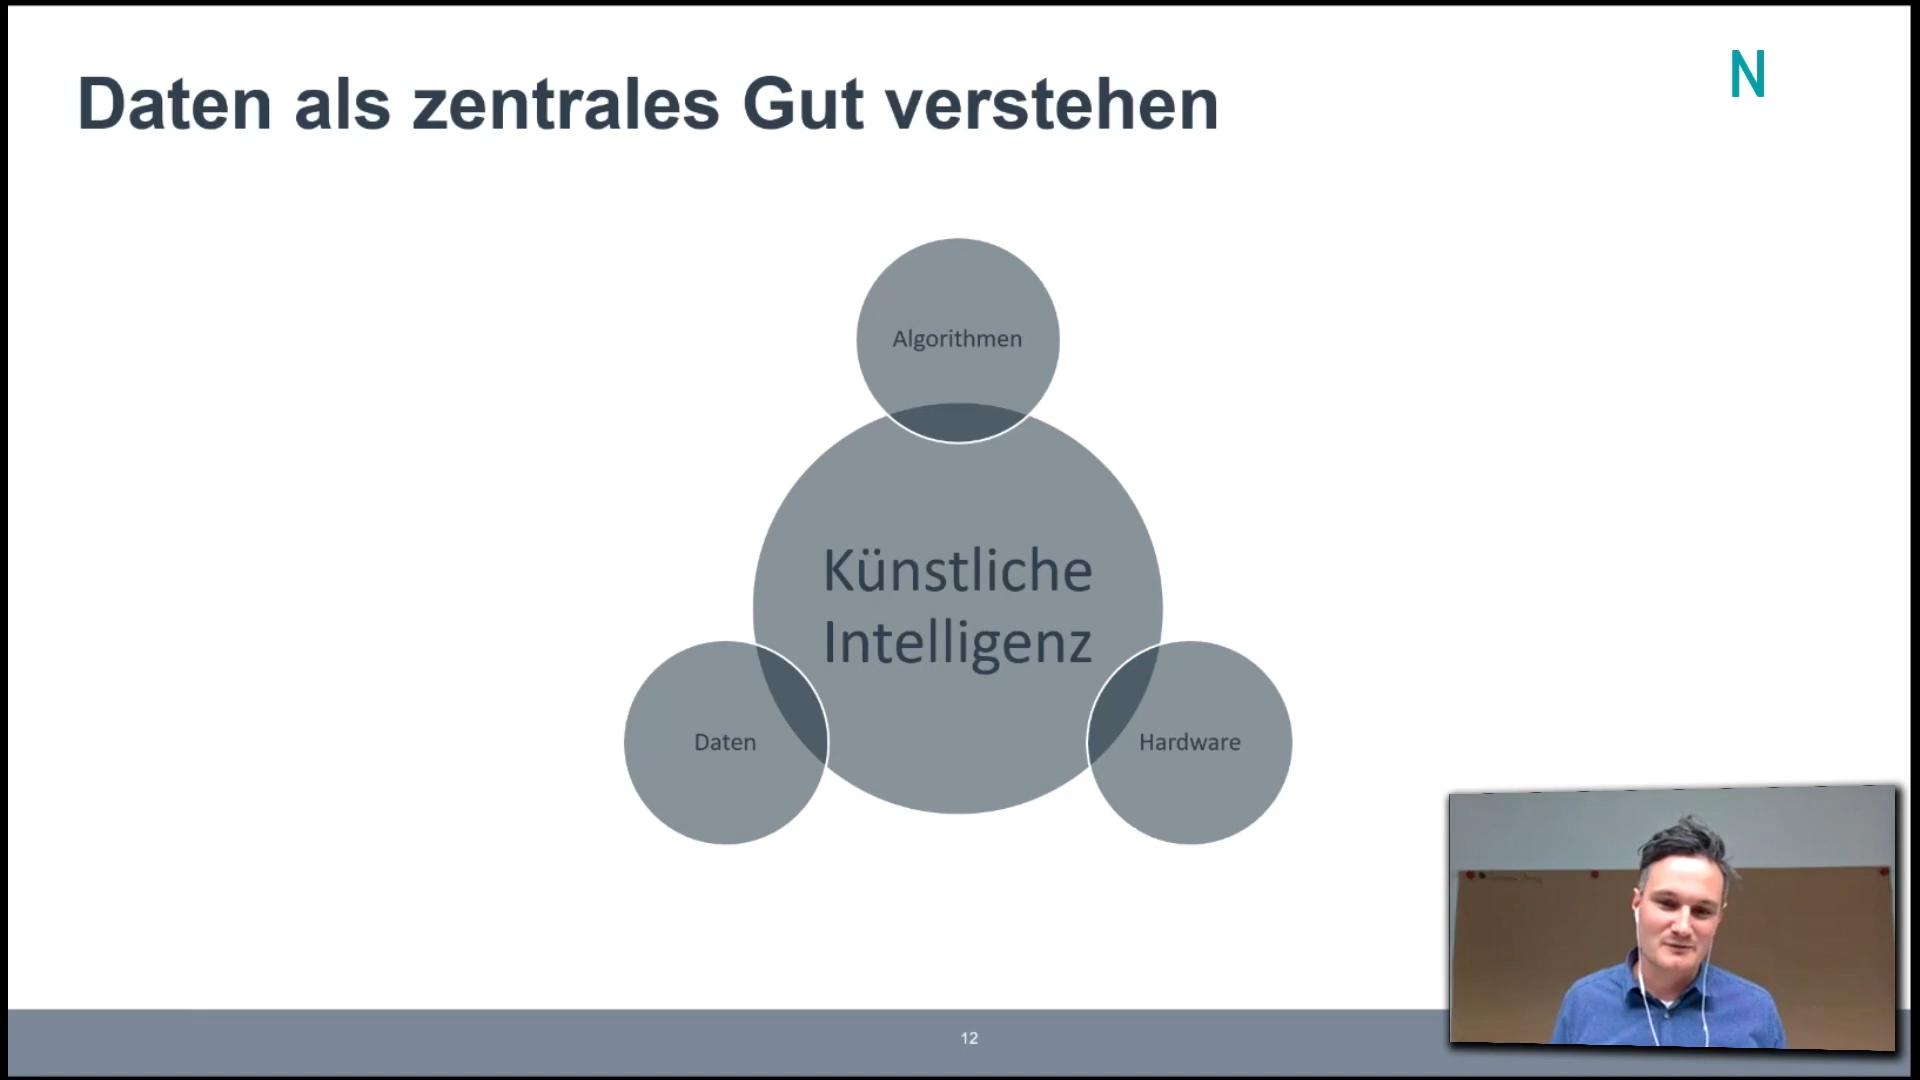 Daten als zentrales Gut verstehen
N
Algorithmen
Künstliche
Intelligenz
Daten
Hardware
12